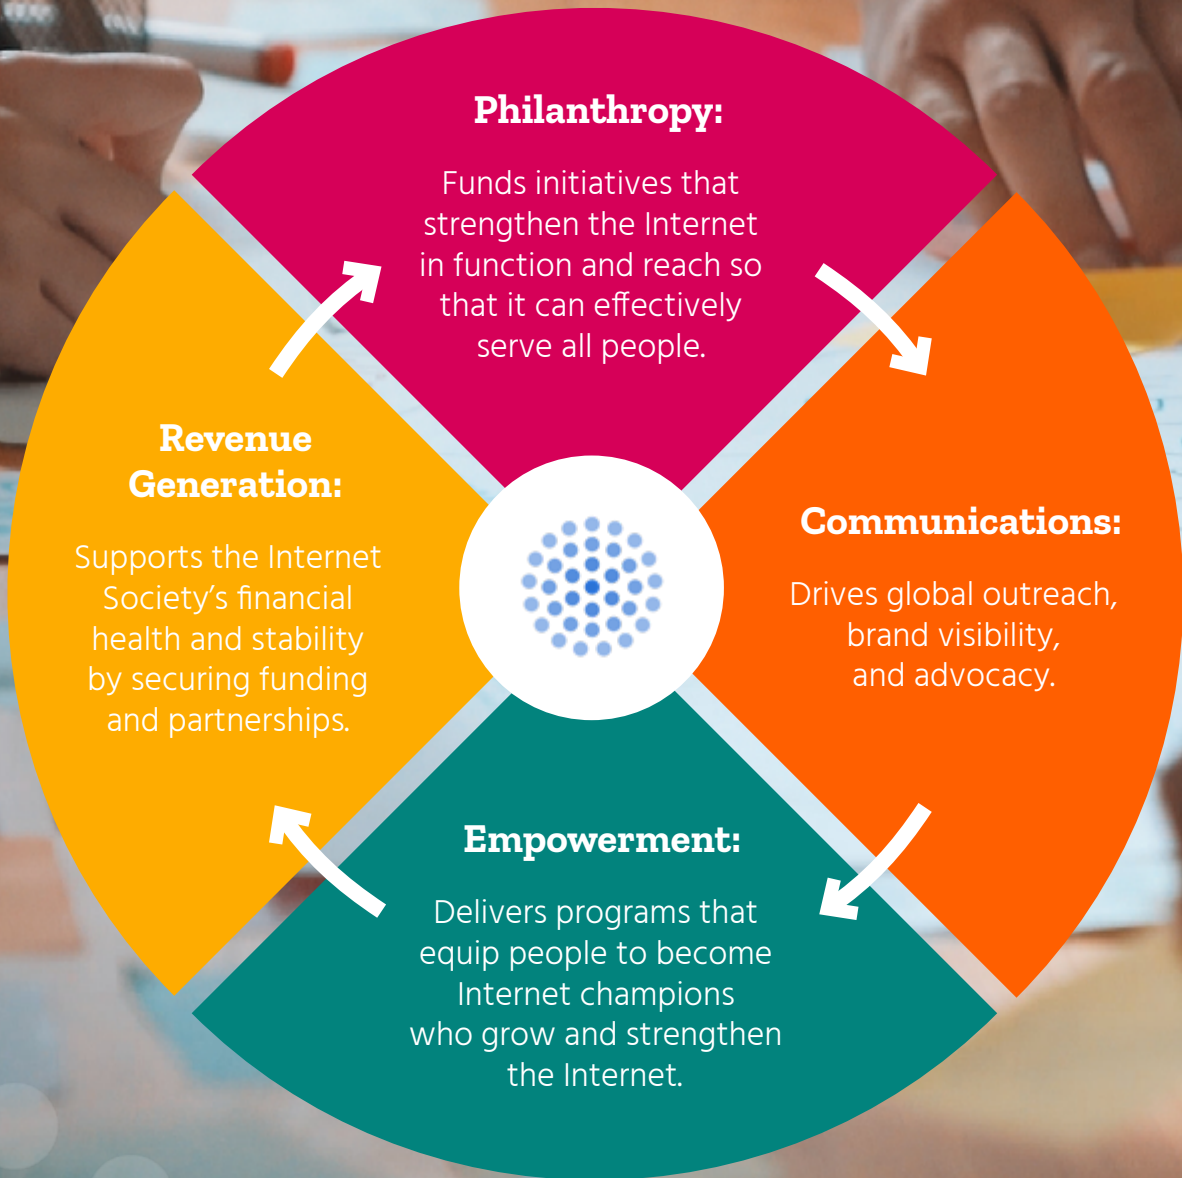 Philanthropy:
Funds initiatives that
strengthen the Internet
in function and reach so
that it can effectively
serve all people.
Communications:
Drives global outreach,
brand visibility,
and advocacy.
Empowerment:
Delivers programs that
equip people to become
Internet champions
who grow and strengthen
the Internet.
Revenue
Generation:
Supports the Internet
Society’s financial
health and stability
by securing funding
and partnerships.